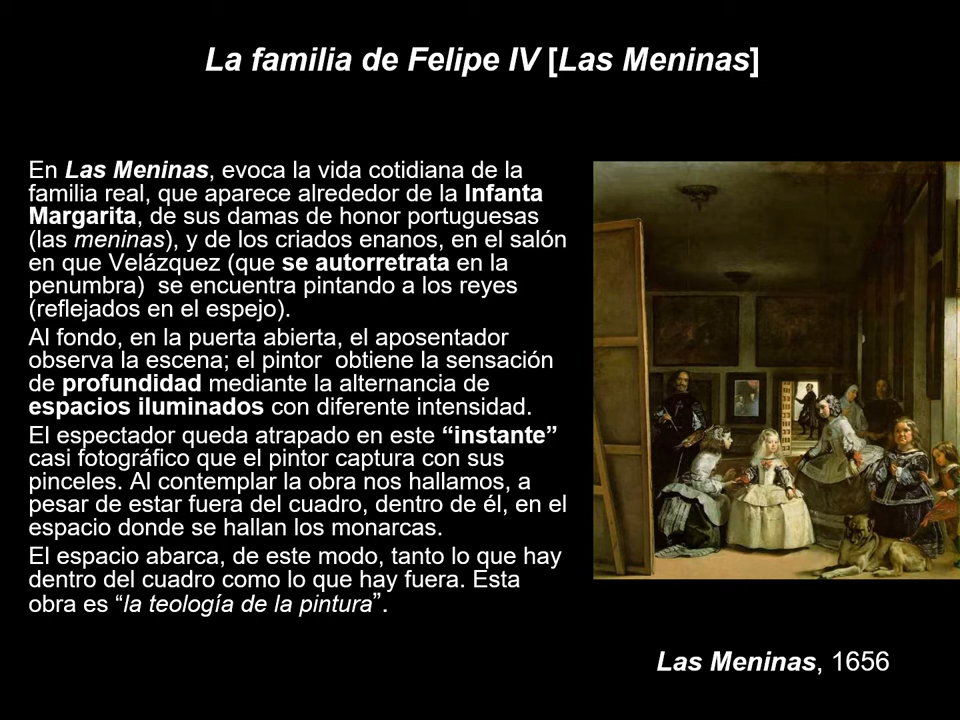 La familia de Felipe IV [Las Meninas]
En Las Meninas, evoca la vida cotidiana de la
familia real, que aparece alrededor de la Infanta
Margarita, de sus damas de honor portuguesas
(las meninas), y de los criados enanos, en el salón
en que Velázquez (que se autorretrata en la
penumbra)  se encuentra pintando a los reyes
(reflejados en el espejo).
Al fondo, en la puerta abierta, el aposentador
observa la escena; el pintor  obtiene la sensación
de profundidad mediante la alternancia de
espacios iluminados con diferente intensidad.
El espectador queda atrapado en este “instante”
casi fotográfico que el pintor captura con sus
pinceles. Al contemplar la obra nos hallamos, a
pesar de estar fuera del cuadro, dentro de él, en el
espacio donde se hallan los monarcas.
El espacio abarca, de este modo, tanto lo que hay
dentro del cuadro como lo que hay fuera. Esta
obra es “la teología de la pintura”.
Las Meninas, 1656